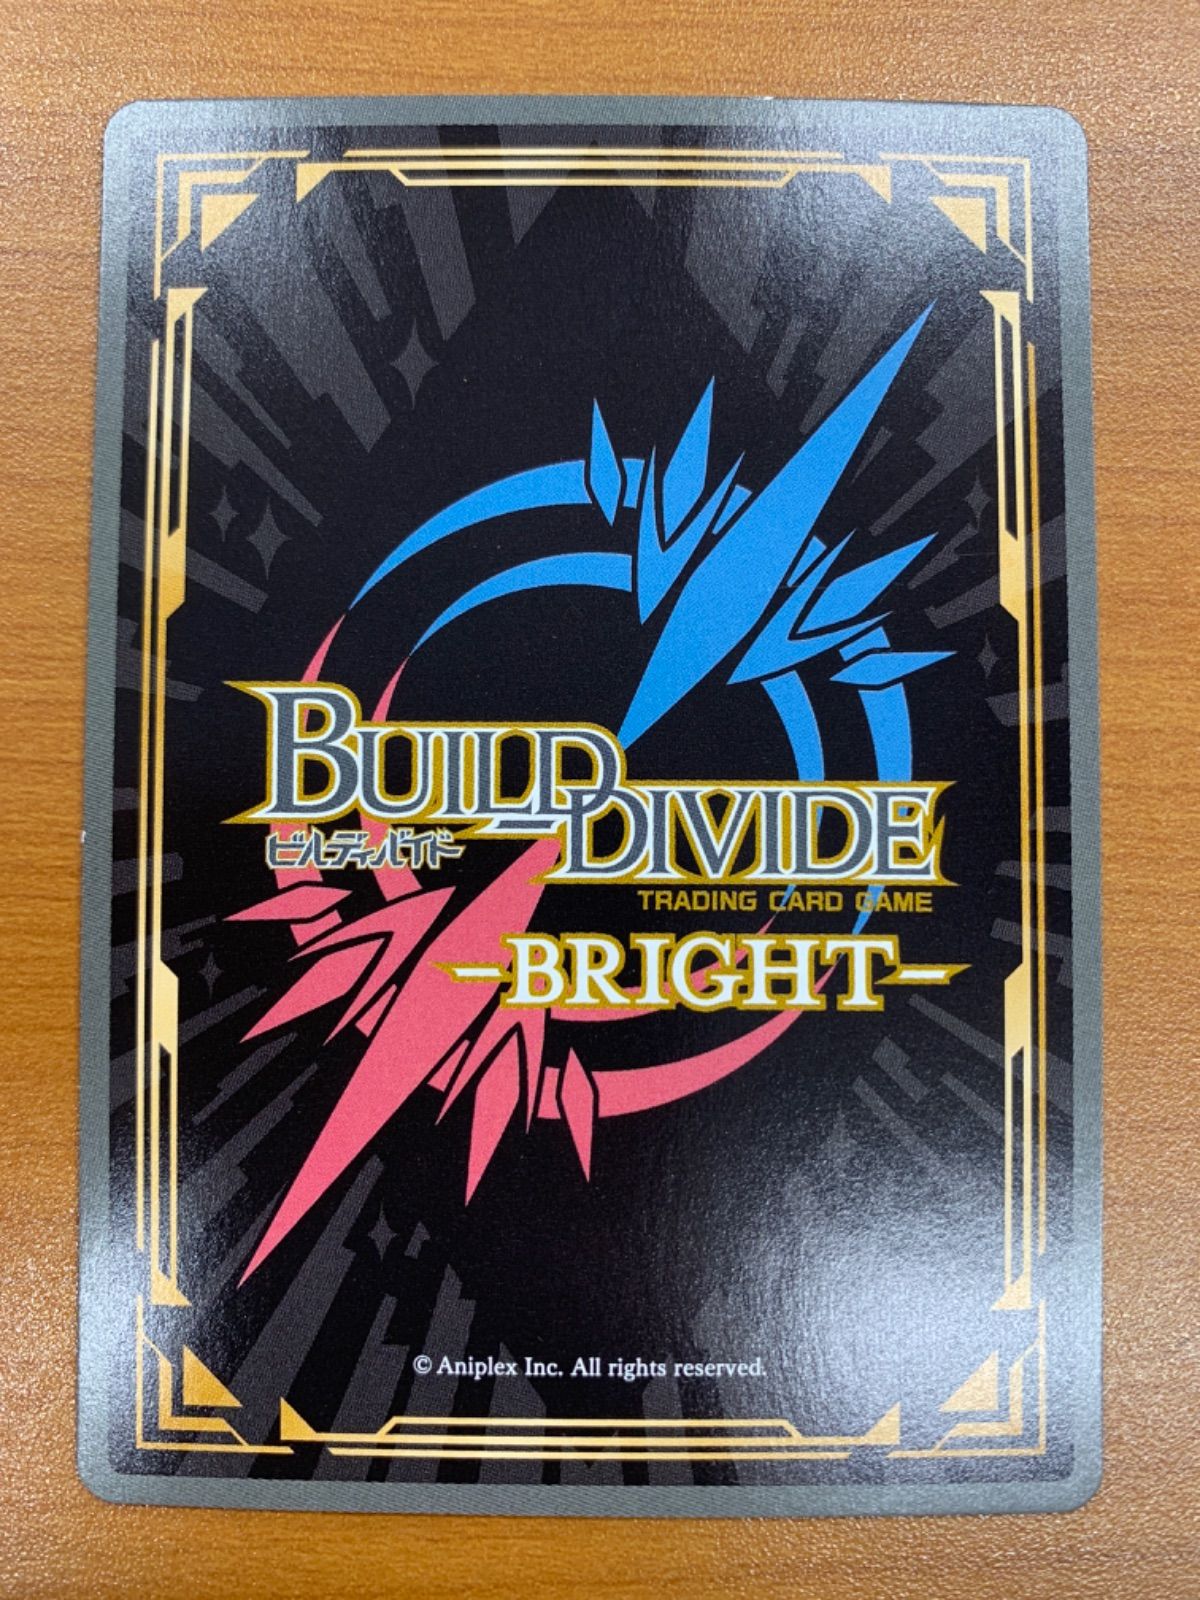 BUILD DIVIDE
ビルディバイド
TRADING CARD GAME
-BRIGHT-
© Aniplex Inc. All rights reserved.